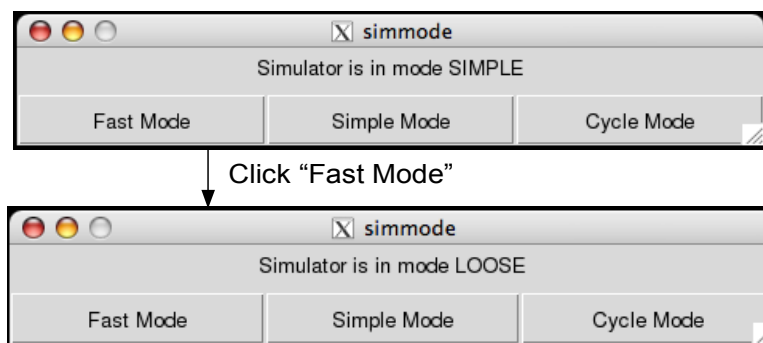 simmode
Simulator is in mode SIMPLE
Fast Mode Simple Mode Cycle Mode
Click “Fast Mode”
simmode
Simulator is in mode LOOSE
Fast Mode Simple Mode Cycle Mode